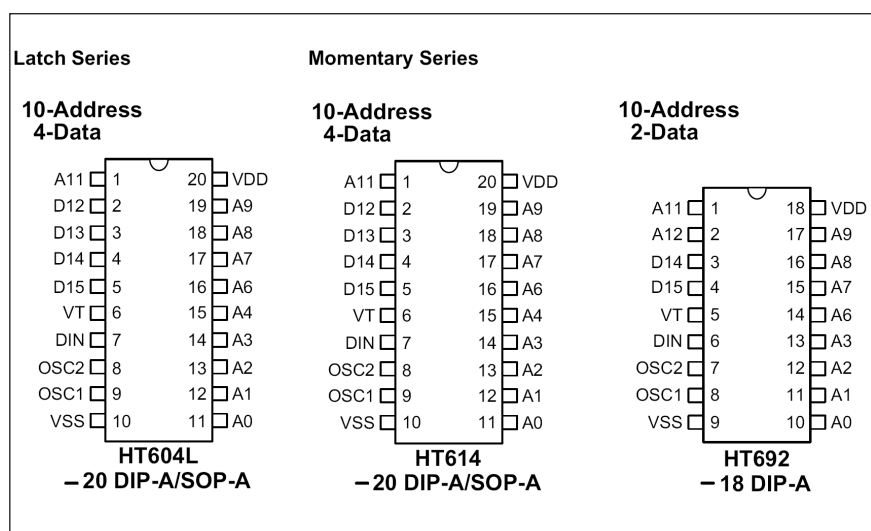 Latch Series
Momentary Series
10-Address
4-Data
A11 1 20 VDD
D12 2 19 A9
D13 3 18 A8
D14 4 17 A7
D15 5 16 A6
VT 6 15 A4
DIN 7 14 A3
OSC2 8 13 A2
OSC1 9 12 A1
VSS 10 11 A0
HT604L
–20 DIP-A/SOP-A
10-Address
4-Data
A11 1 20 VDD
D12 2 19 A9
D13 3 18 A8
D14 4 17 A7
D15 5 16 A6
VT 6 15 A4
DIN 7 14 A3
OSC2 8 13 A2
OSC1 9 12 A1
VSS 10 11 A0
HT614
–20 DIP-A/SOP-A
10-Address
2-Data
A11 1 18 VDD
A12 2 17 A9
D14 3 16 A8
D15 4 15 A7
VT 5 14 A6
DIN 6 13 A3
OSC2 7 12 A2
OSC1 8 11 A1
VSS 9 10 A0
HT692
–18 DIP-A